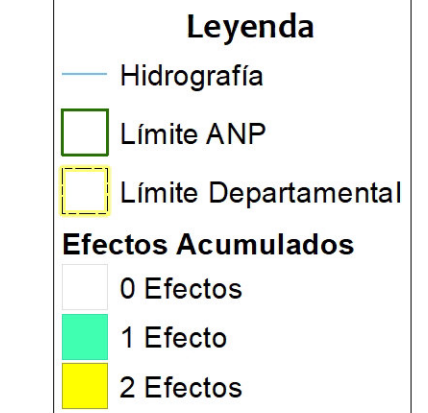 Leyenda
Hidrografía
Límite ANP
Límite Departamental
Efectos Acumulados
0 Efectos
1 Efecto
2 Efectos